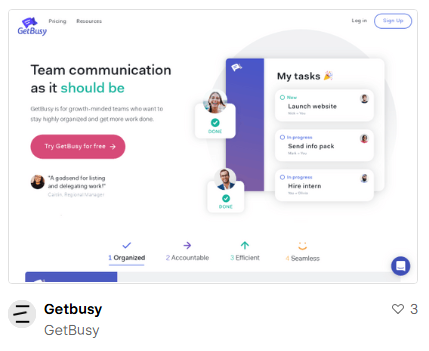 GetBusy
Pricing
Resources
Log in
Sign Up
Team communication
as it should be
GetBusy is for growth-minded teams who want to
stay highly organized and get more work done.
Try GetBusy for free →
"A godsend for listing
and delegating work!"
My tasks 🎉
New
Launch website
In progress
Send info pack
In progress
Hire intern
DONE
DONE
1 Organized
2 Accountable
3 Efficient
4 Seamless
Getbusy
3
GetBusy